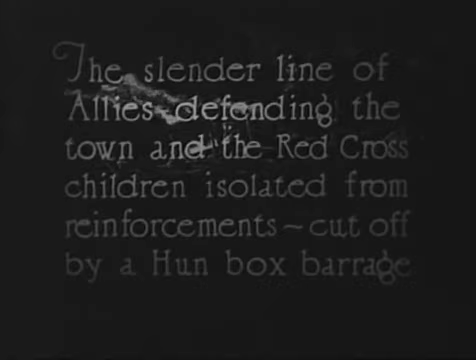 The slender line of
Allies-defending the
town and the Red Cross
children isolated from
reinforcements-cut off
by a Hun box barrage